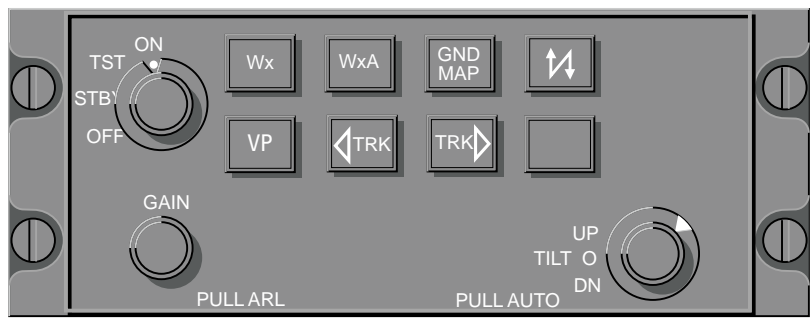 ON
TST
STBY
OFF
Wx
WxA
GND
MAP
VP
TRK
TRK
GAIN
UP
TILT O
DN
PULL ARL
PULL AUTO